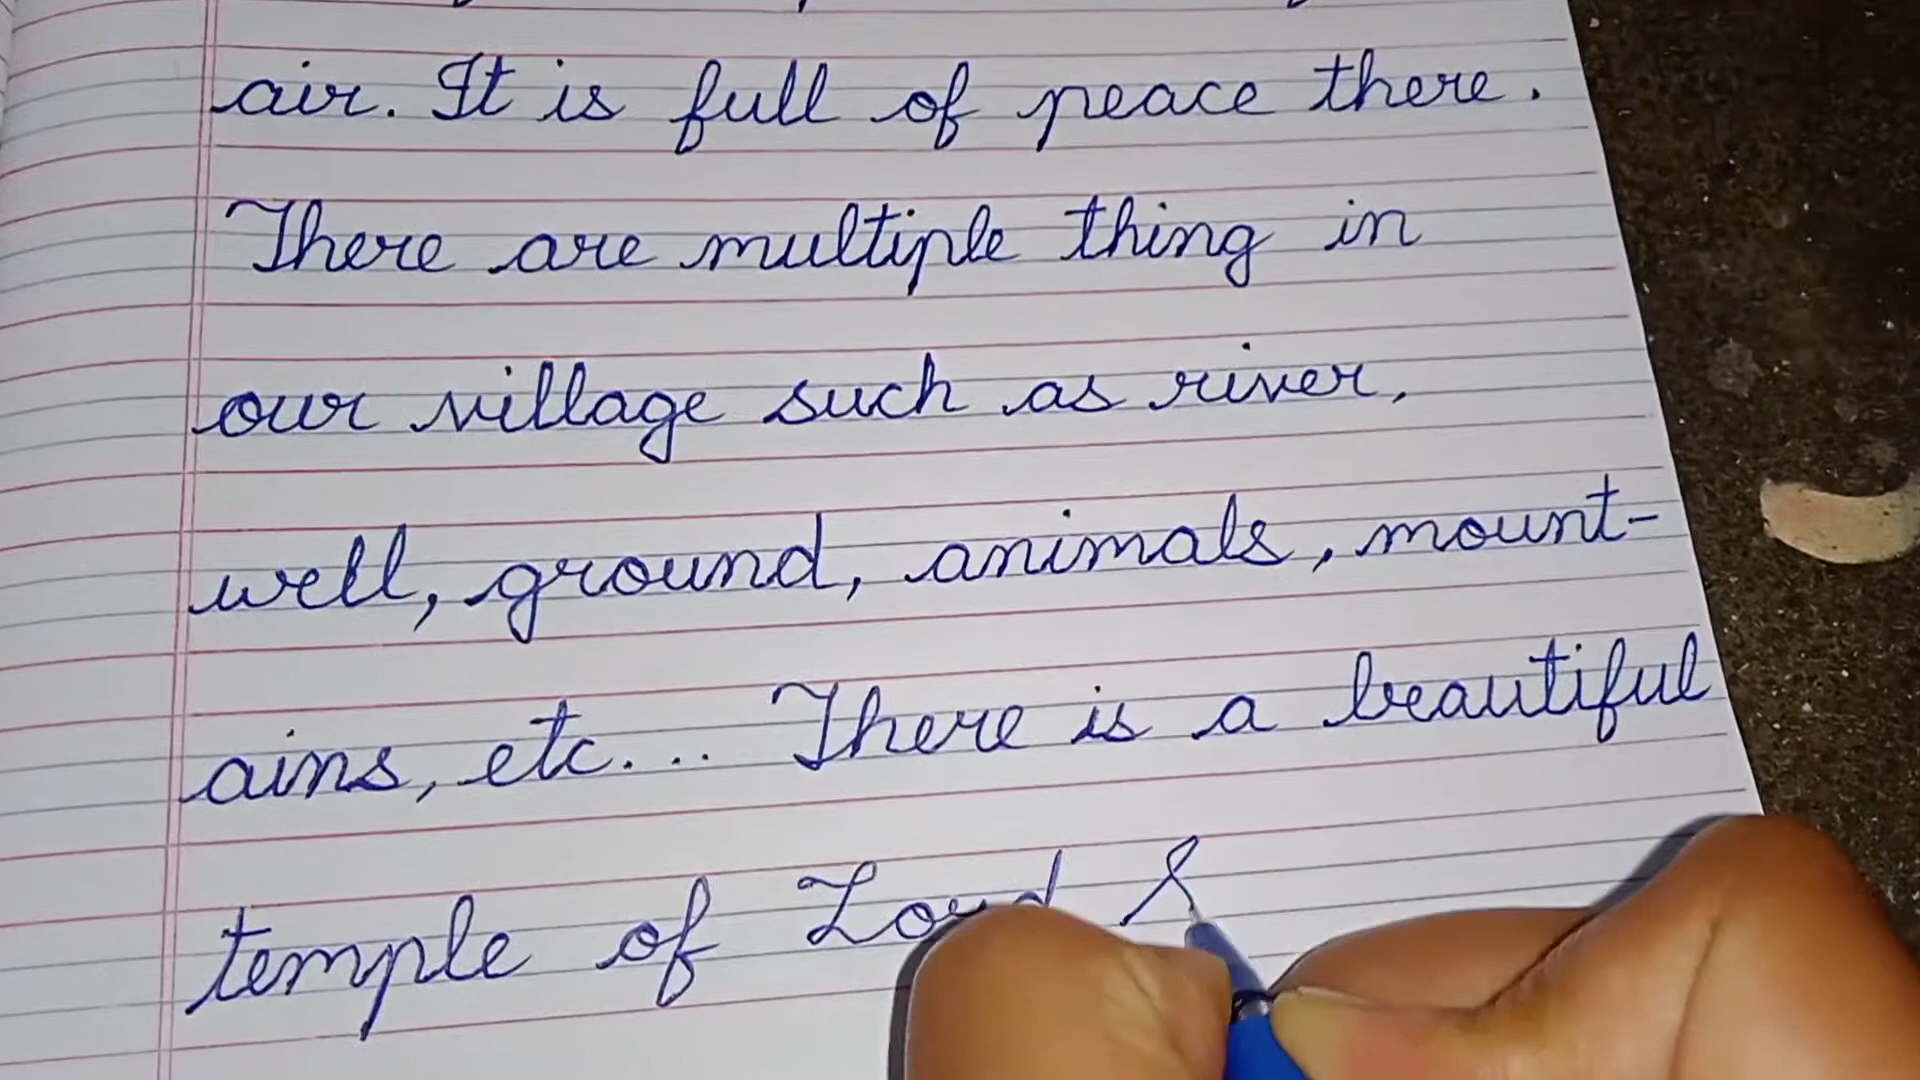 air. It is full of peace there.
There are multiple thing in
our village such as river,
well, ground, animals, mount-
ains, etc... There is a beautiful
temple of Lord S